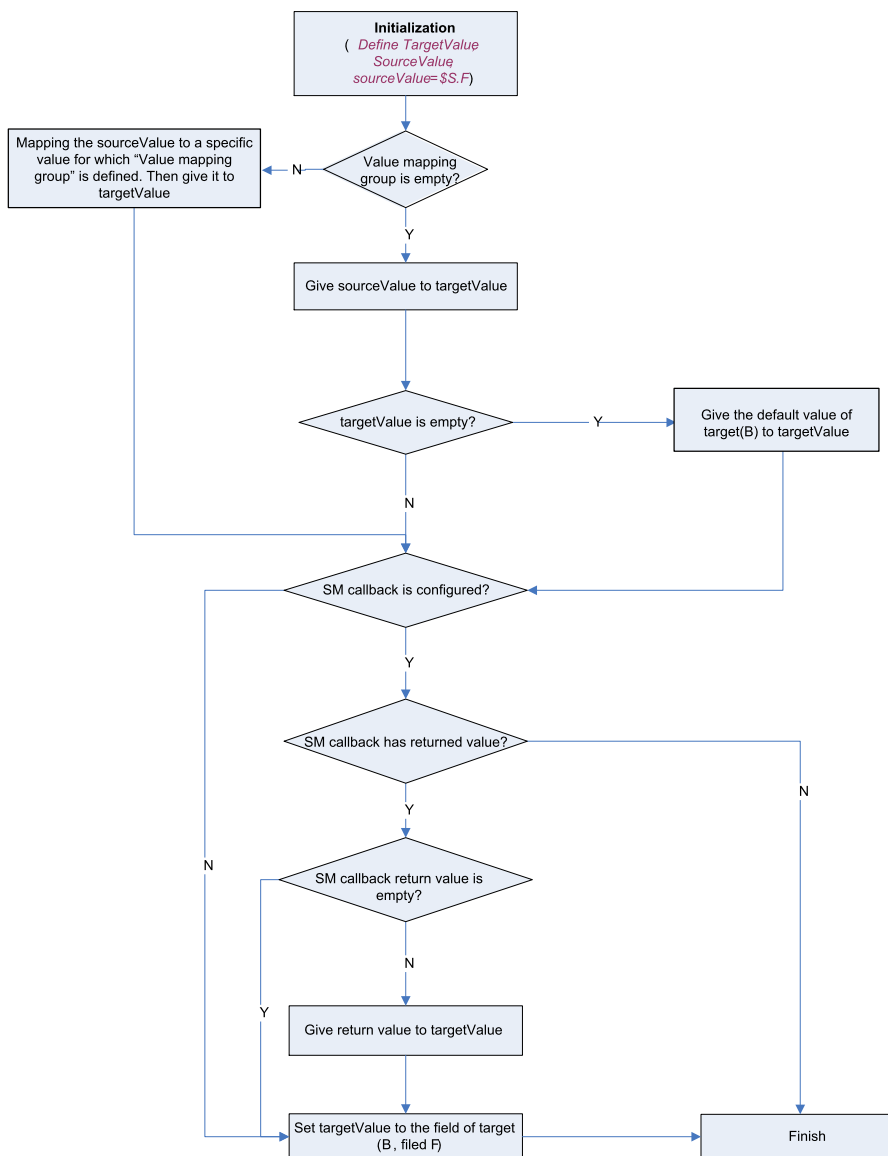 Initialization
( Define TargetValue,
SourceValue,
sourceValue=$S.F)
Mapping the sourceValue to a specific
value for which “Value mapping
group” is defined. Then give it to
targetValue
N
Value mapping
group is empty?
Y
Give sourceValue to targetValue
targetValue is empty?
Y
Give the default value of
target(B) to targetValue
N
SM callback is configured?
Y
SM callback has returned value?
N
Y
N
SM callback return value is
empty?
N
Y
Give return value to targetValue
Set targetValue to the field of target
(B, filed F)
Finish